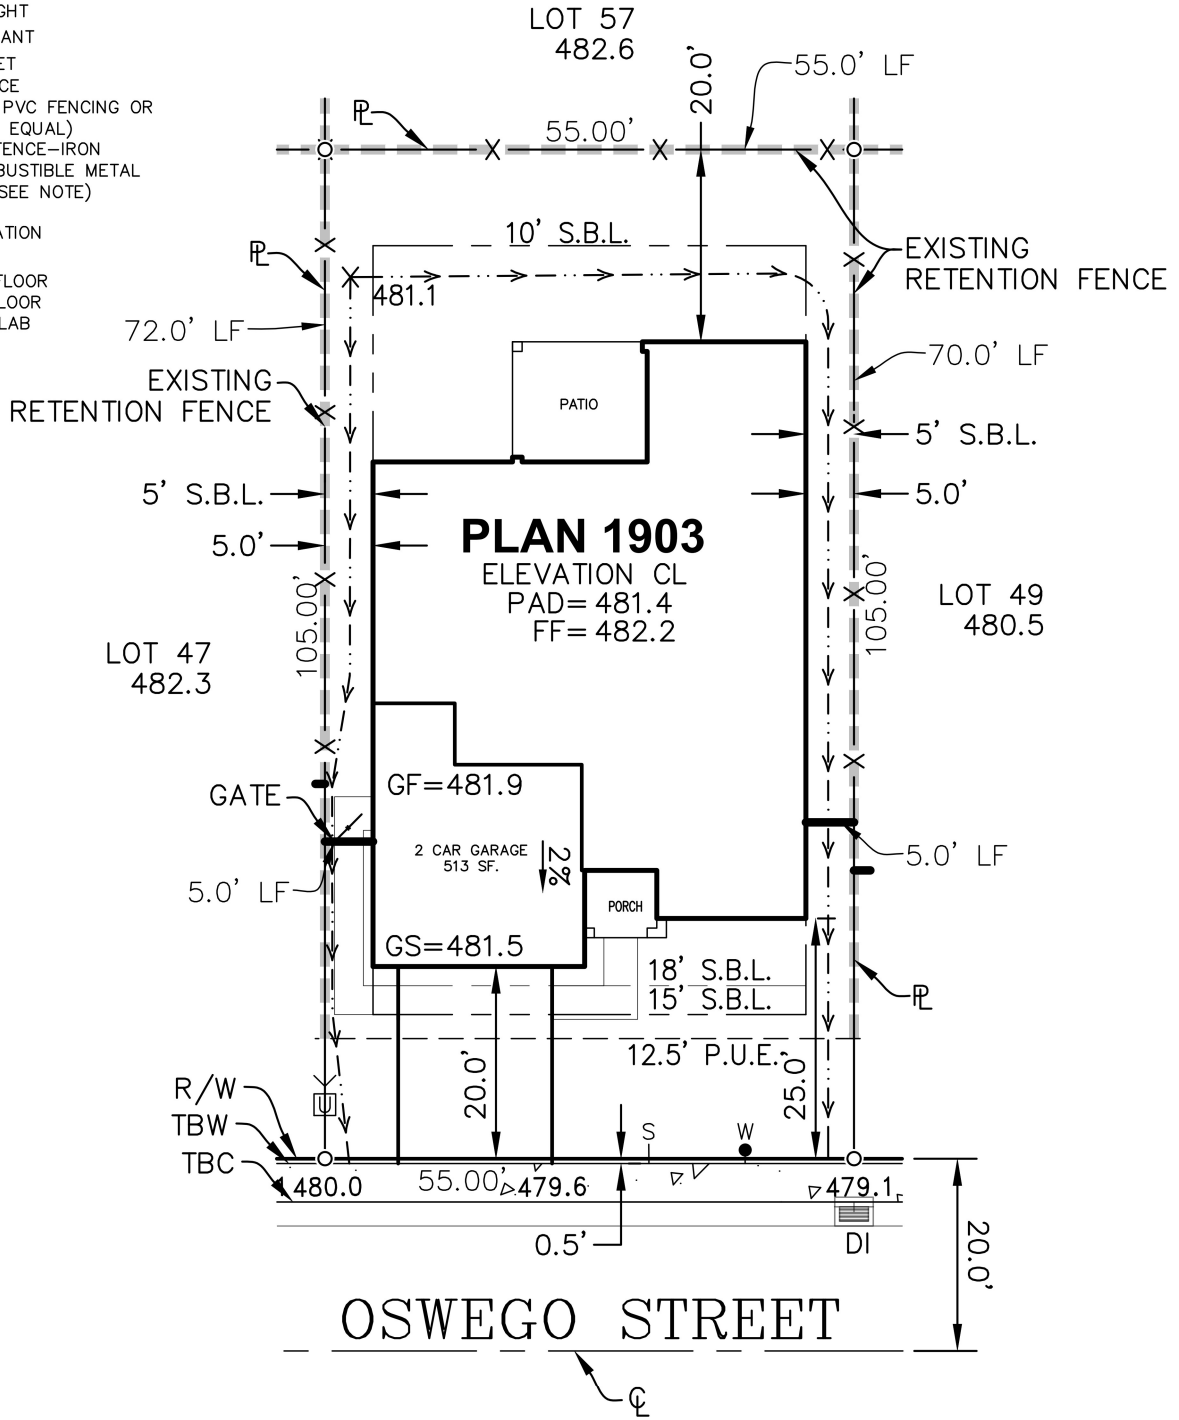 GHT
ANT
ET
CE
PVC FENCING OR
EQUAL)
FENCE-IRON
BUSTIBLE METAL
SEE NOTE)
ATION
FLOOR
LOOR
LAB
LOT 57
482.6
20.0'
55.0' LF
PL
55.00'
10' S.B.L.
PL
481.1
EXISTING
RETENTION FENCE
72.0' LF
70.0' LF
EXISTING
RETENTION FENCE
PATIO
5' S.B.L.
5' S.B.L.
5.0'
5.0'
PLAN 1903
ELEVATION CL
PAD= 481.4
FF= 482.2
105.00'
105.00'
LOT 49
480.5
LOT 47
482.3
GATE
GF=481.9
2 CAR GARAGE
513 SF.
2%
5.0' LF
5.0' LF
PORCH
GS=481.5
18' S.B.L.
15' S.B.L.
PL
12.5' P.U.E.
20.0'
25.0'
R/W
U
TBW
S
W
TBC
480.0
55.00'
479.6
479.1
0.5'
DI
20.0'
OSWEGO STREET
CL